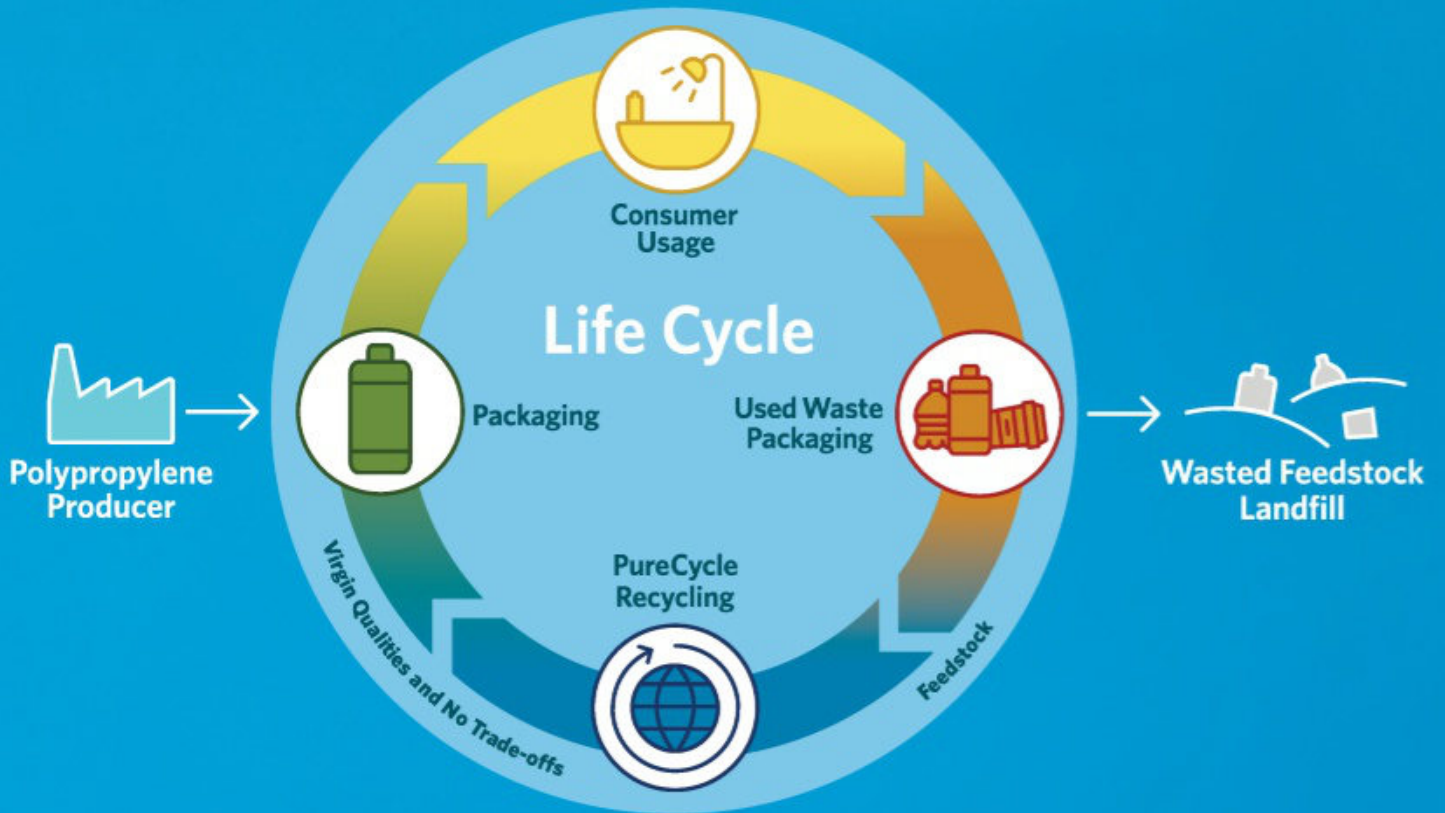 Consumer
Usage
Life Cycle
Packaging
Used Waste
Packaging
Polypropylene
Producer
Wasted Feedstock
Landfill
PureCycle
Recycling
Virgin Qualities and No Trade-offs
Feedstock